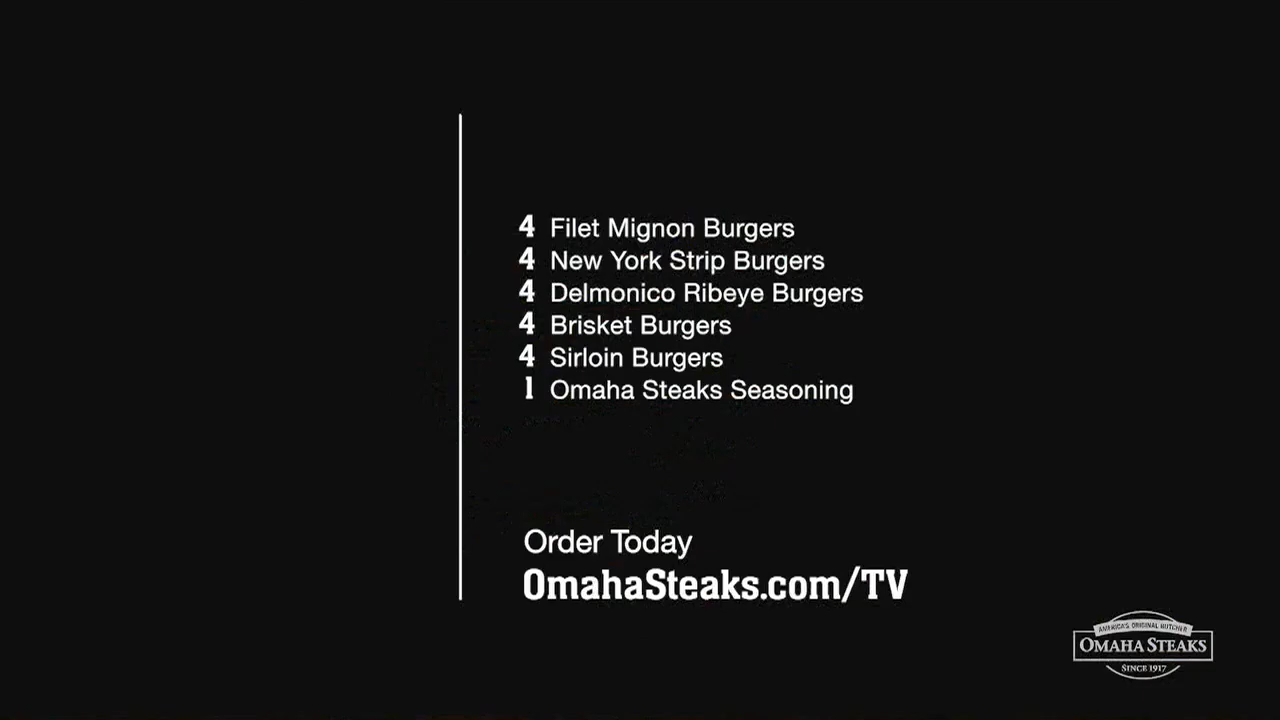 4 Filet Mignon Burgers
4 New York Strip Burgers
4 Delmonico Ribeye Burgers
4 Brisket Burgers
4 Sirloin Burgers
1 Omaha Steaks Seasoning
Order Today
OmahaSteaks.com/TV
AMERICA'S ORIGINAL BUTCHER
OMAHA STEAKS
SINCE 1917